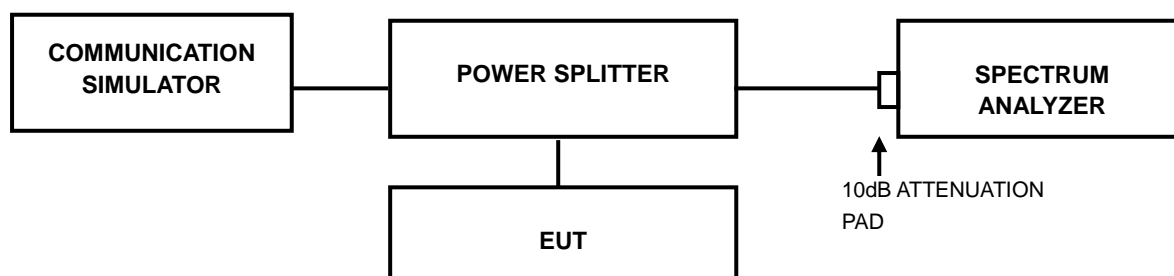 COMMUNICATION
SIMULATOR
POWER SPLITTER
SPECTRUM
ANALYZER
10dB ATTENUATION
PAD
EUT